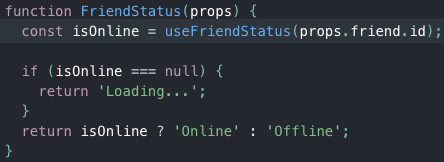 function FriendStatus(props) {
  const isOnline = useFriendStatus(props.friend.id);

  if (isOnline === null) {
    return 'Loading...';
  }
  return isOnline ? 'Online' : 'Offline';
}